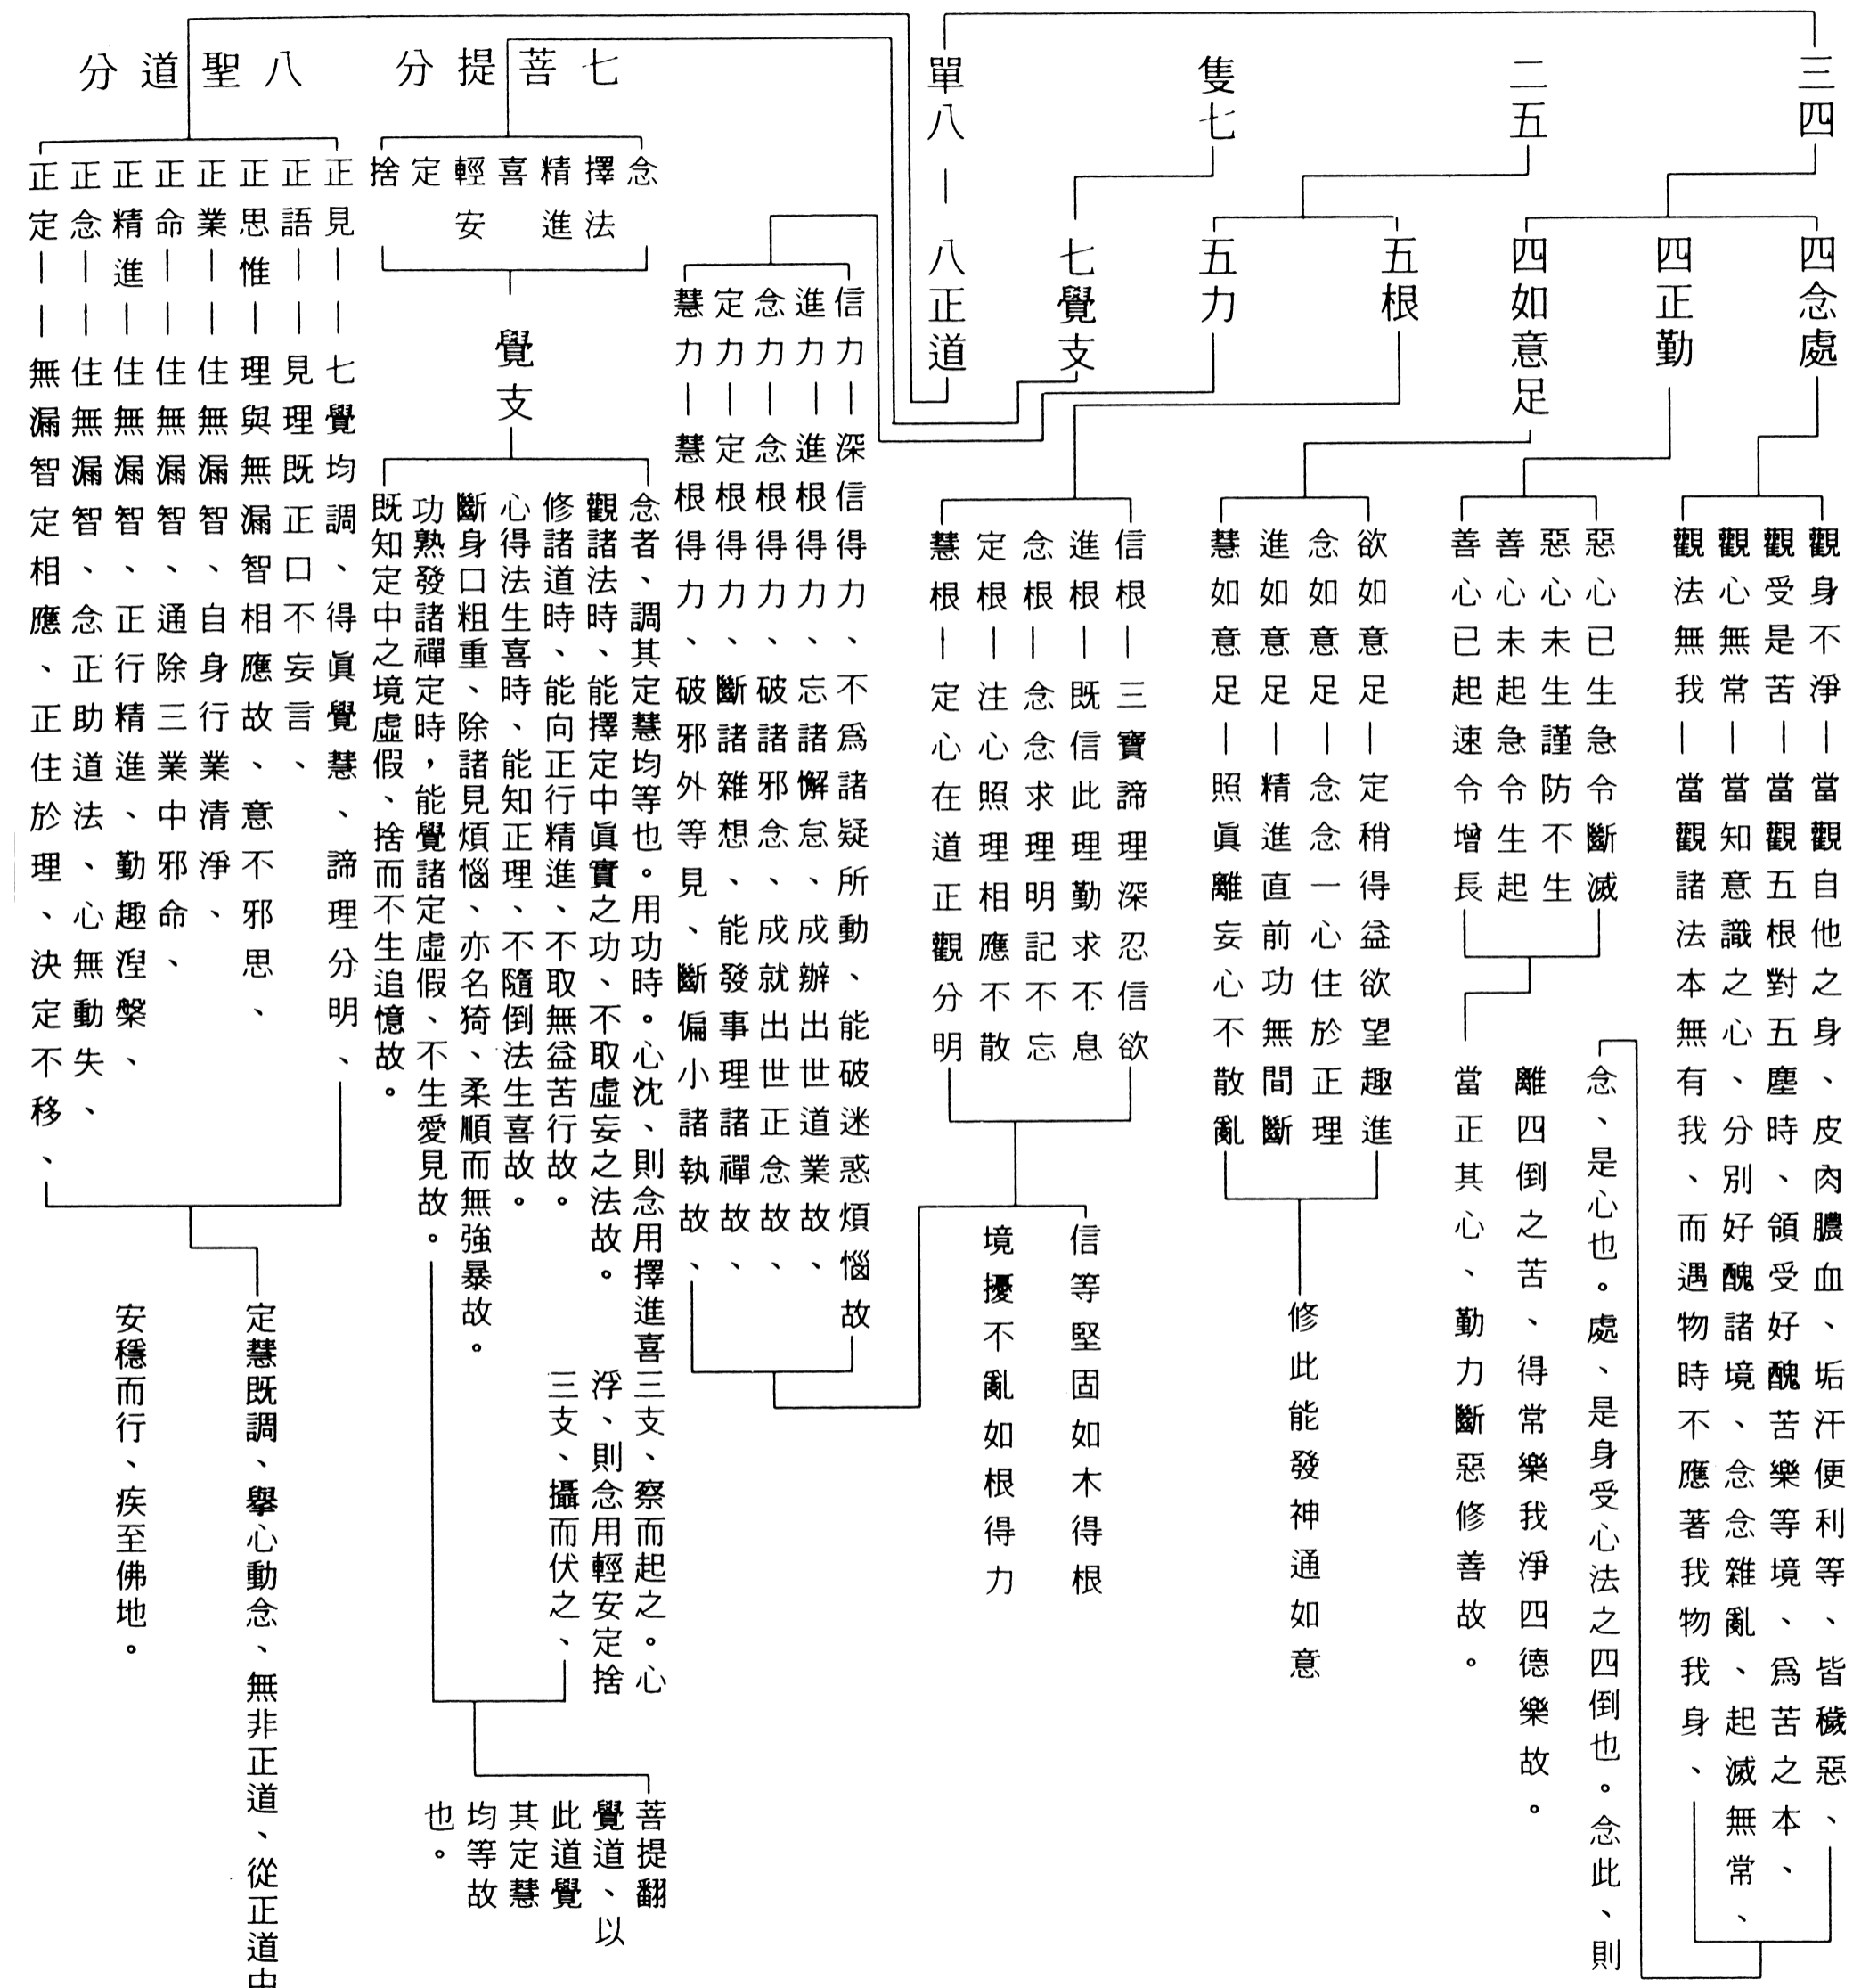 三四
二五
隻七
單八
四念處
四正勤
四如意足
五根
五力
七覺支
八正道
觀身不淨—當觀自他之身、皮肉膿血、垢汗便利等、皆穢惡、
觀受是苦—當觀五根對五塵時、領受好醜苦樂等境、爲苦之本、
觀心無常—當知意識之心、分別好醜諸境、念念雜亂、起滅無常、
觀法無我—當觀諸法本無有我、而遇物時不應著我物我身、
念、是心也。處、是身受心法之四倒也。念此、則
離四倒之苦、得常樂我淨四德樂故。
惡心已生急令斷滅
惡心未生謹防不生
善心未起急令生起
善心已起速令增長
當正其心、勤力斷惡修善故。
欲如意足—定稍得益欲望趣進
念如意足—念念一心住於正理
進如意足—精進直前功無間斷
慧如意足—照眞離妄心不散亂
修此能發神通如意
信根—三寶諦理深忍信欲
進根—既信此理勤求不息
念根—念念求理明記不忘
定根—注心照理相應不散
慧根—定心在道正觀分明
信等堅固如木得根
境擾不亂如根得力
信力—深信得力、不爲諸疑所動、能破迷惑煩惱故
進力—進根得力、忘諸懈怠、成辦出世道業故、
念力—念根得力、破諸邪念、成就出世正念故、
定力—定根得力、斷諸雜想、能發事理諸禪故、
慧力—慧根得力、破邪外等見、斷偏小諸執故、
七菩提分
念
擇法
精進
喜
輕安
定
捨
覺支
念者、調其定慧均等也。用功時。心沈、則念用擇進喜三支、察而起之。心
浮、則念用輕安定捨
三支、攝而伏之、
觀諸法時、能擇定中眞實之功、不取虛妄之法故。
修諸道時、能向正行精進、不取無益苦行故。
心得法生喜時、能知正理、不隨倒法生喜故。
斷身口粗重、除諸見煩惱、亦名猗、柔順而無強暴故。
功熟發諸禪定時，能覺諸定虛假、不生愛見故。
既知定中之境虛假、捨而不生追憶故。
菩提翻
覺道、以
此道覺
其定慧
均等故
也。
八聖道分
正見——七覺均調、得眞覺慧、諦理分明、
正語——見理既正口不妄言、
正思惟—理與無漏智相應故、意不邪思、
正業——住無漏智、自身行業清淨、
正命——住無漏智、通除三業中邪命、
正精進—住無漏智、正行精進、勤趣涅槃、
正念——住無漏智、念正助道法、心無動失、
正定——無漏智定相應、正住於理、決定不移、
定慧既調、舉心動念、無非正道、從正道中
安穩而行、疾至佛地。